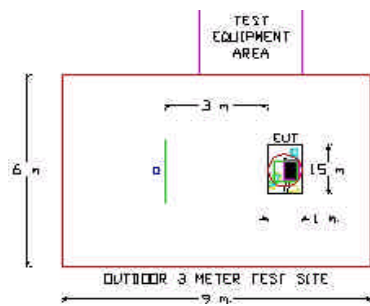 TEST
EQUIPMENT
AREA
3 m
EUT
6 m
1.5 m
1 m.
OUTDOOR 3 METER TEST SITE
9 m.